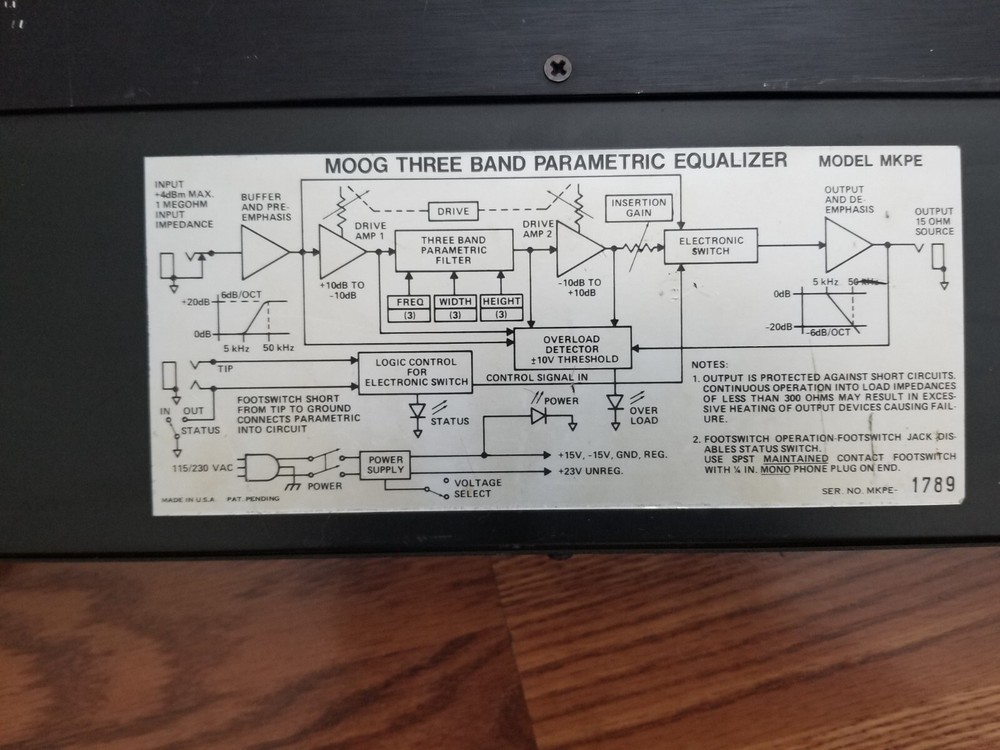 MOOG THREE BAND PARAMETRIC EQUALIZER MODEL MKPE
INPUT
+4dBm MAX.
1 MEGOHM
INPUT
IMPEDANCE
BUFFER
AND PRE-
EMPHASIS
DRIVE
AMP 1
+10dB TO
-10dB
DRIVE
THREE BAND
PARAMETRIC
FILTER
FREQ
(3)
WIDTH
(3)
HEIGHT
(3)
DRIVE
AMP 2
-10dB TO
+10dB
INSERTION
GAIN
ELECTRONIC
SWITCH
OUTPUT
AND DE-
EMPHASIS
OUTPUT
15 OHM
SOURCE
+20dB
6dB/OCT
0dB
5 kHz
50 kHz
5 kHz
50 kHz
0dB
-20dB
-6dB/OCT
OVERLOAD
DETECTOR
±10V THRESHOLD
TIP
LOGIC CONTROL
FOR
ELECTRONIC SWITCH
CONTROL SIGNAL IN
IN
OUT
STATUS
FOOTSWITCH SHORT
FROM TIP TO GROUND
CONNECTS PARAMETRIC
INTO CIRCUIT
STATUS
POWER
OVER
LOAD
115/230 VAC
POWER
POWER
SUPPLY
+15V, -15V, GND, REG.
+23V UNREG.
VOLTAGE
SELECT
NOTES:
1. OUTPUT IS PROTECTED AGAINST SHORT CIRCUITS.
CONTINUOUS OPERATION INTO LOAD IMPEDANCES
OF LESS THAN 300 OHMS MAY RESULT IN EXCES-
SIVE HEATING OF OUTPUT DEVICES CAUSING FAIL-
URE.
2. FOOTSWITCH OPERATION-FOOTSWITCH JACK DIS-
ABLES STATUS SWITCH.
USE SPST MAINTAINED CONTACT FOOTSWITCH
WITH ¼ IN. MONO PHONE PLUG ON END.
MADE IN U.S.A PAT. PENDING
SER. NO. MKPE- 1789